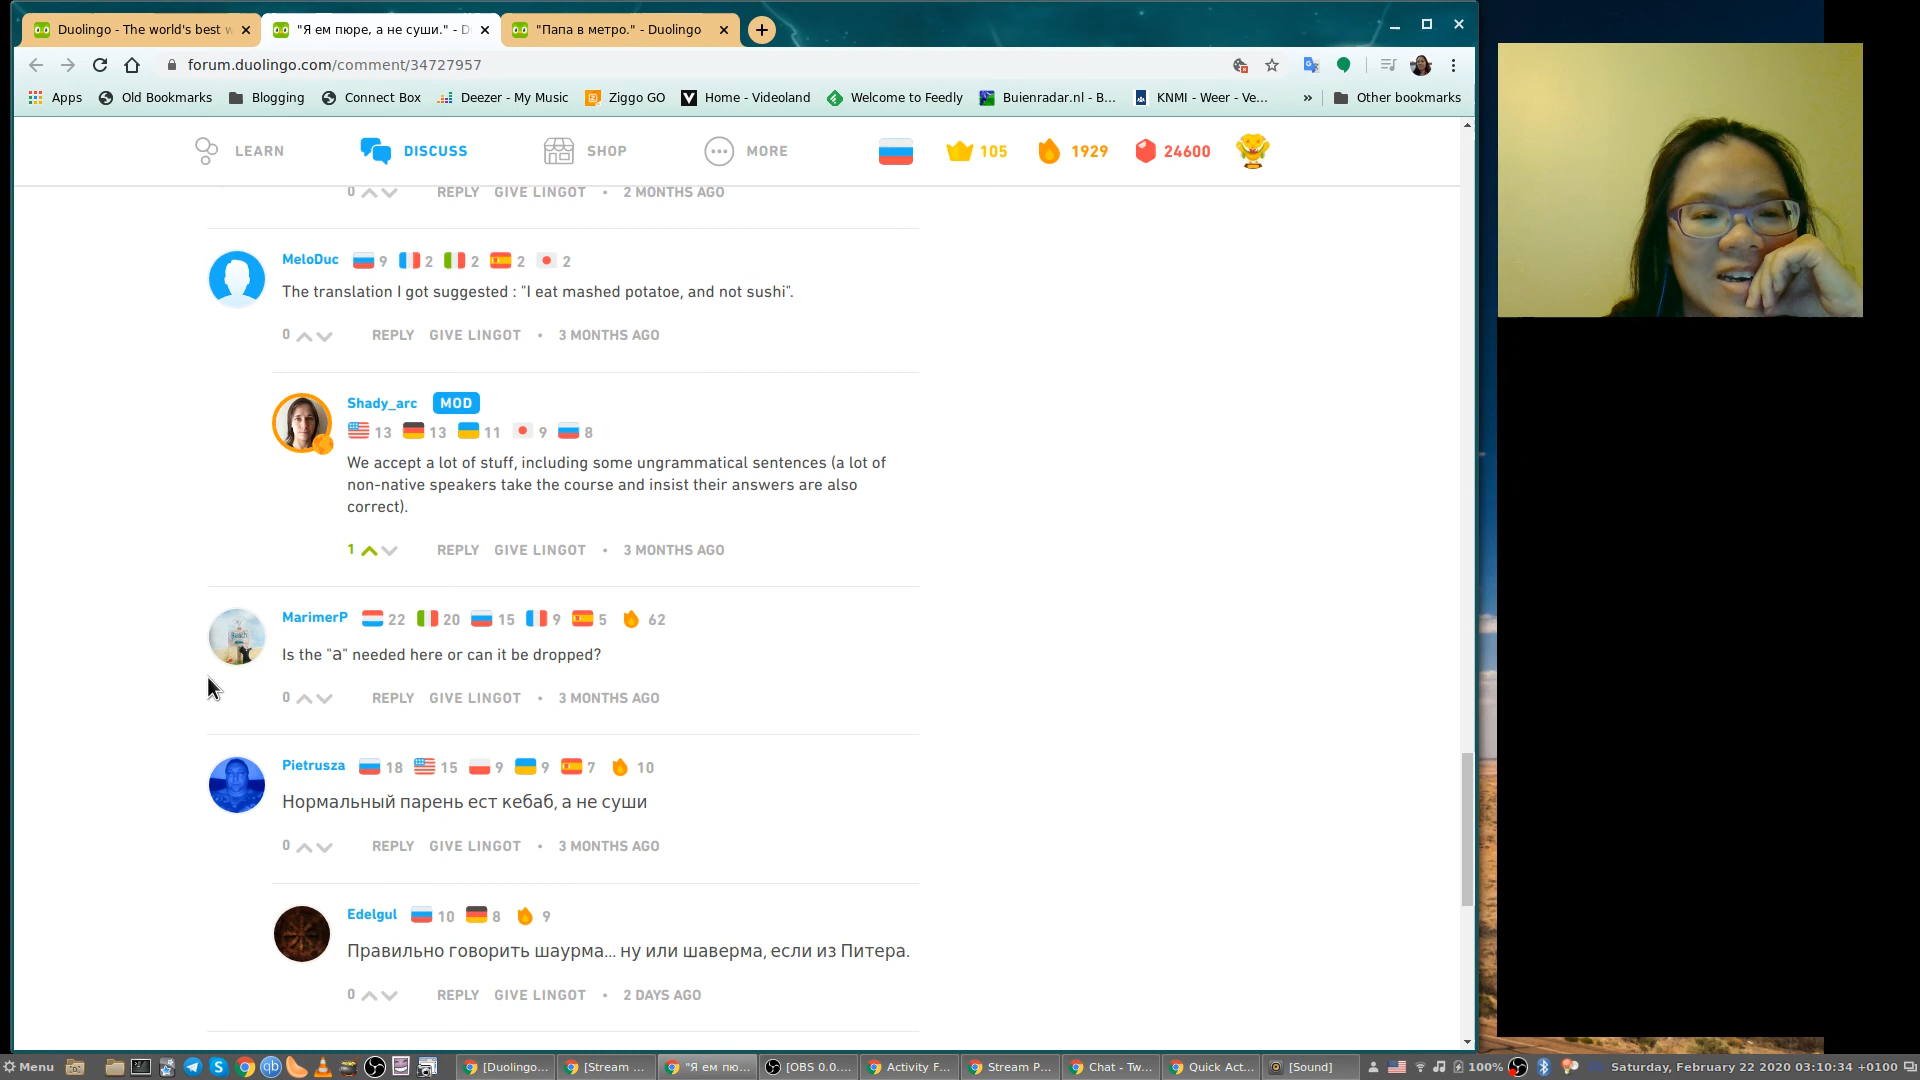 Duolingo - The world's best w
"Я ем пюре, а не суши." - D
"Папа в метро." - Duolingo
forum.duolingo.com/comment/34727957
Apps
Old Bookmarks
Blogging
Connect Box
Deezer - My Music
Ziggo GO
Home - Videoland
Welcome to Feedly
Buienradar.nl - B...
KNMI - Weer - Ve...
»
Other bookmarks
LEARN
DISCUSS
SHOP
MORE
105
1929
24600
0 REPLY GIVE LINGOT • 2 MONTHS AGO
MeloDuc 9 2 2 2 2
The translation I got suggested : "I eat mashed potatoe, and not sushi".
0 REPLY GIVE LINGOT • 3 MONTHS AGO
Shady_arc MOD
13 13 11 9 8
We accept a lot of stuff, including some ungrammatical sentences (a lot of
non-native speakers take the course and insist their answers are also
correct).
1 REPLY GIVE LINGOT • 3 MONTHS AGO
MarimerP 22 20 15 9 5 62
Is the "а" needed here or can it be dropped?
0 REPLY GIVE LINGOT • 3 MONTHS AGO
Pietrusza 18 15 9 9 7 10
Нормальный парень ест кебаб, а не суши
0 REPLY GIVE LINGOT • 3 MONTHS AGO
Edelgul 10 8 9
Правильно говорить шаурма... ну или шаверма, если из Питера.
0 REPLY GIVE LINGOT • 2 DAYS AGO
Menu
[Duolingo...
[Stream ...
"Я ем пю...
[OBS 0.0....
Activity F...
Stream P...
Chat - Tw...
Quick Act...
[Sound]
100%
Saturday, February 22 2020 03:10:34 +0100